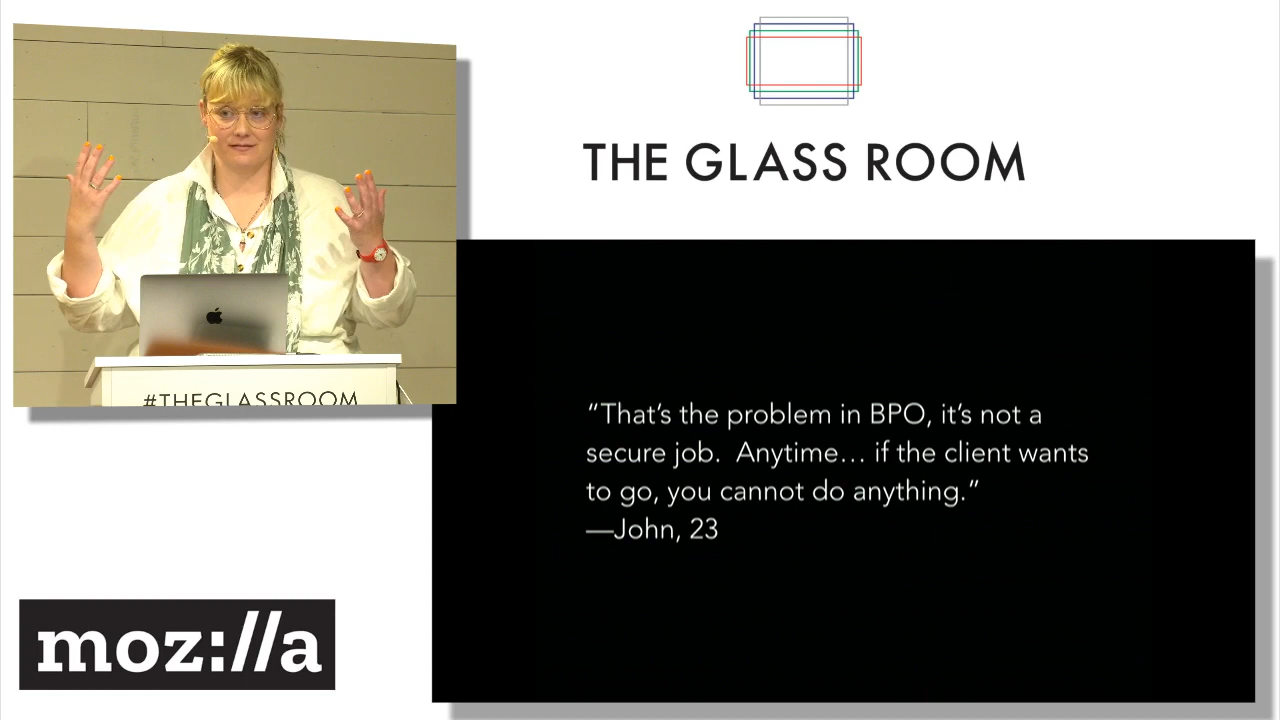 THE GLASS ROOM
#THEGLASSROOM
“That’s the problem in BPO, it’s not a
secure job.  Anytime… if the client wants
to go, you cannot do anything.”
—John, 23
moz://a